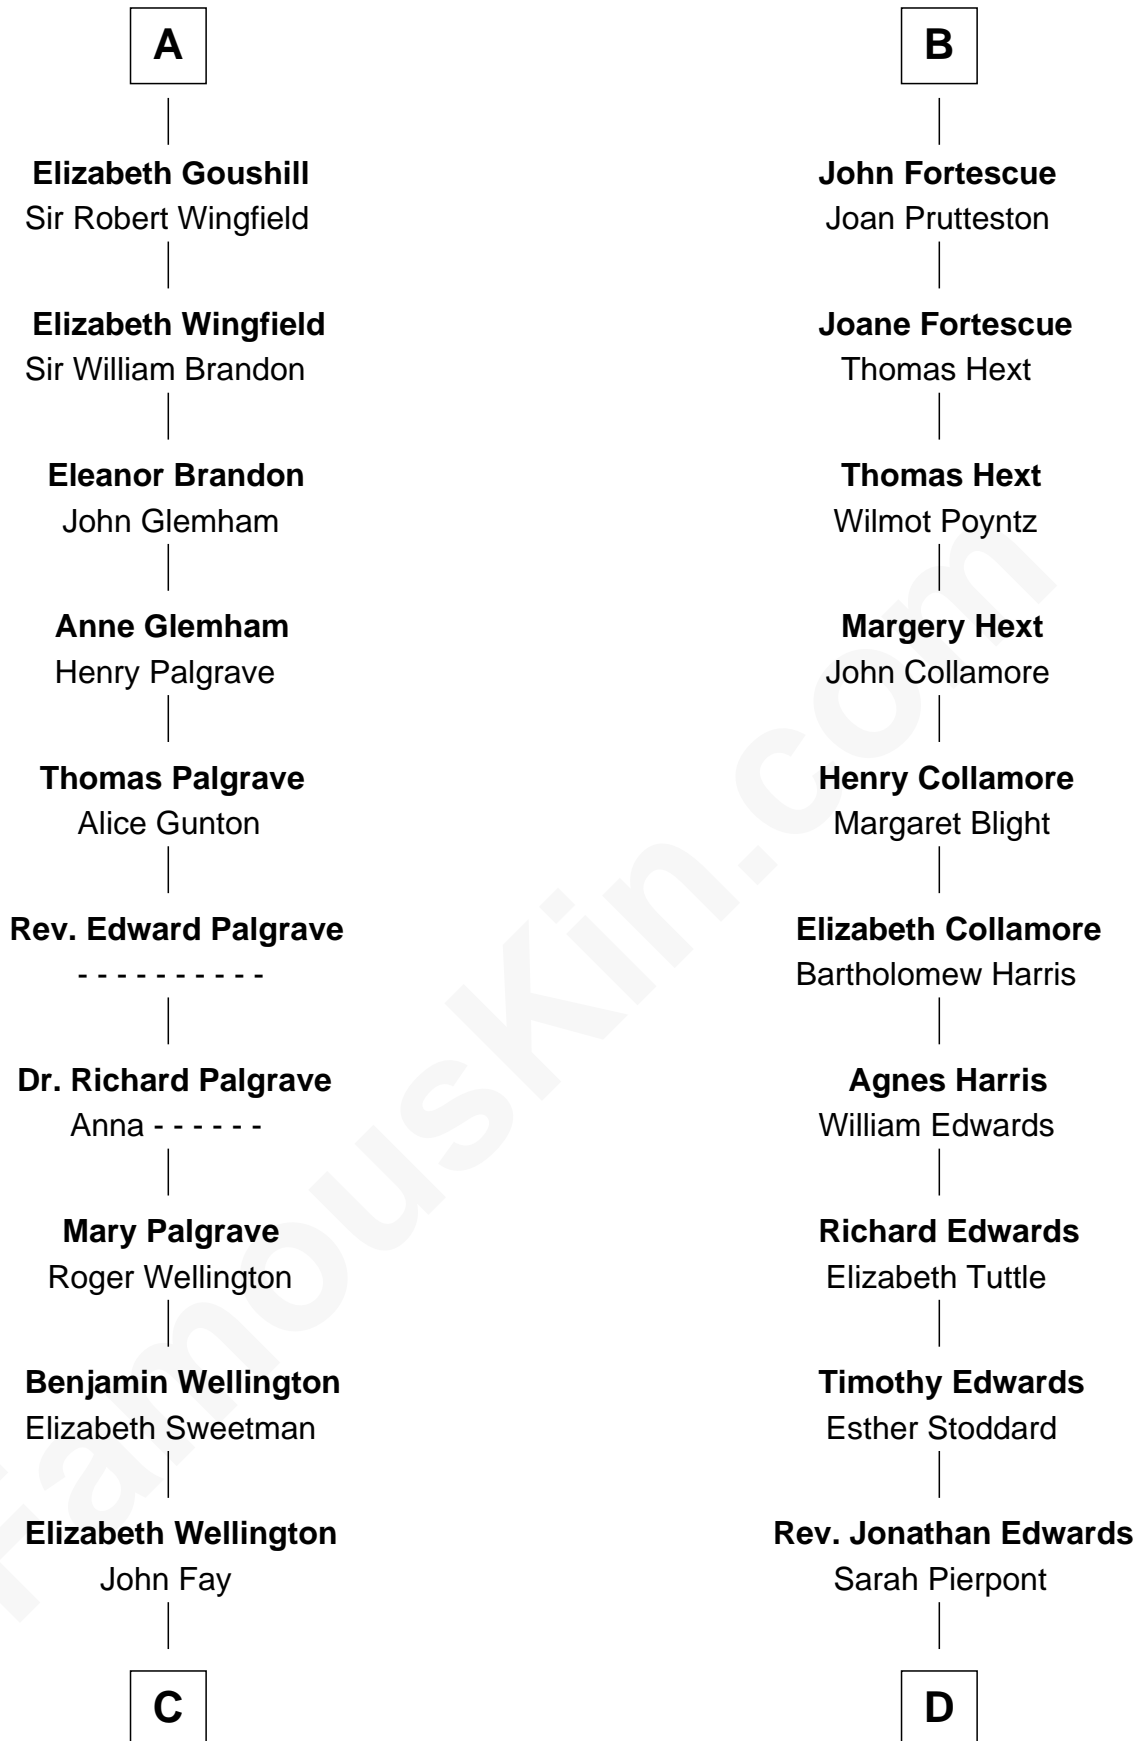 A
Elizabeth Goushill
Sir Robert Wingfield
Elizabeth Wingfield
Sir William Brandon
Eleanor Brandon
John Glemham
Anne Glemham
Henry Palgrave
Thomas Palgrave
Alice Gunton
Rev. Edward Palgrave
- - - - - - - - - -
Dr. Richard Palgrave
Anna - - - - - -
Mary Palgrave
Roger Wellington
Benjamin Wellington
Elizabeth Sweetman
Elizabeth Wellington
John Fay
C
B
John Fortescue
Joan Prutteston
Joane Fortescue
Thomas Hext
Thomas Hext
Wilmot Poyntz
Margery Hext
John Collamore
Henry Collamore
Margaret Blight
Elizabeth Collamore
Bartholomew Harris
Agnes Harris
William Edwards
Richard Edwards
Elizabeth Tuttle
Timothy Edwards
Esther Stoddard
Rev. Jonathan Edwards
Sarah Pierpont
D
FamousKin.com